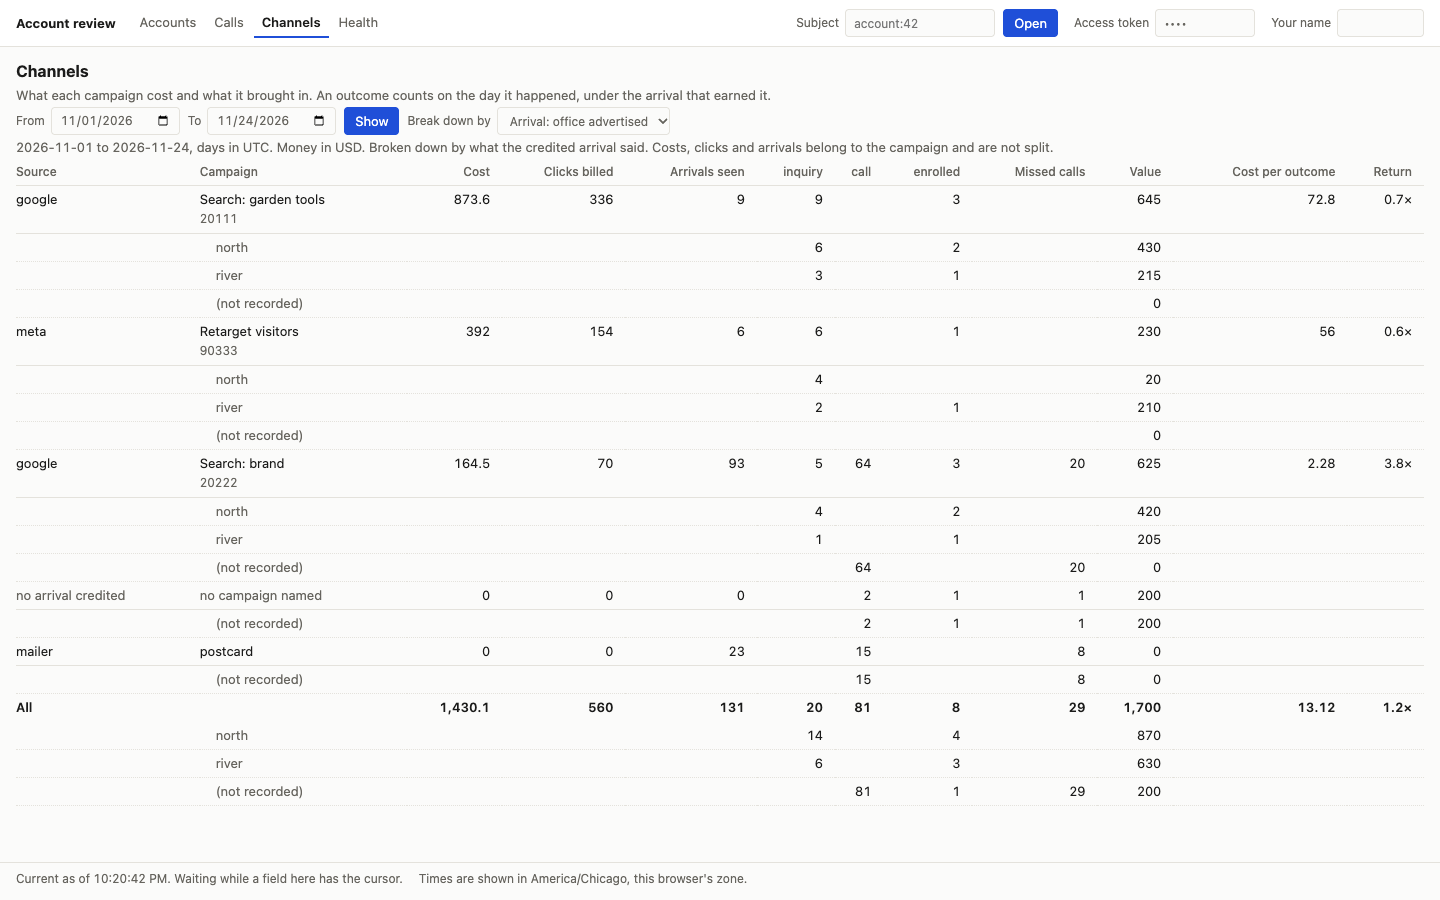 Account review Accounts Calls Channels Health Subject account:42 Open Access token •••• Your name
Channels
What each campaign cost and what it brought in. An outcome counts on the day it happened, under the arrival that earned it.
From 11/01/2026 To 11/24/2026 Show Break down by Arrival: office advertised
2026-11-01 to 2026-11-24, days in UTC. Money in USD. Broken down by what the credited arrival said. Costs, clicks and arrivals belong to the campaign and are not split.
Source Campaign Cost Clicks billed Arrivals seen inquiry call enrolled Missed calls Value Cost per outcome Return
google Search: garden tools 873.6 336 9 9 3 645 72.8 0.7×
20111
north 6 2 430
river 3 1 215
(not recorded) 0
meta Retarget visitors 392 154 6 6 1 230 56 0.6×
90333
north 4 20
river 2 1 210
(not recorded) 0
google Search: brand 164.5 70 93 5 64 3 20 625 2.28 3.8×
20222
north 4 2 420
river 1 1 205
(not recorded) 64 20 0
no arrival credited no campaign named 0 0 0 2 1 1 200
(not recorded) 2 1 1 200
mailer postcard 0 0 23 15 8 0
(not recorded) 15 8 0
All 1,430.1 560 131 20 81 8 29 1,700 13.12 1.2×
north 14 4 870
river 6 3 630
(not recorded) 81 1 29 200
Current as of 10:20:42 PM. Waiting while a field here has the cursor. Times are shown in America/Chicago, this browser's zone.